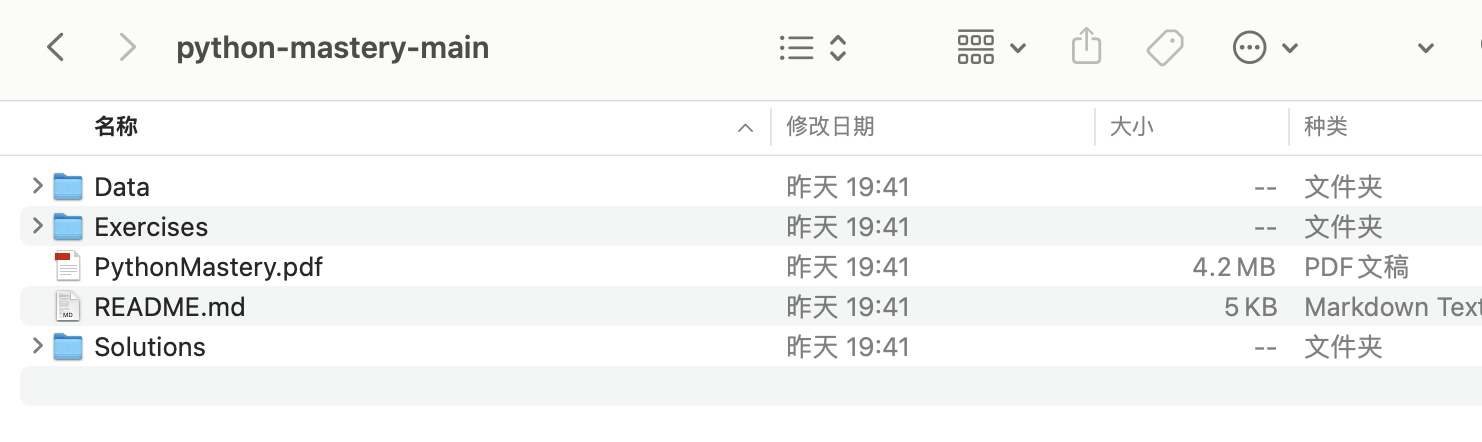 python-mastery-main
名称 修改日期 大小 种类
Data 昨天 19:41 -- 文件夹
Exercises 昨天 19:41 -- 文件夹
PythonMastery.pdf 昨天 19:41 4.2 MB PDF文稿
README.md 昨天 19:41 5 KB Markdown Text
Solutions 昨天 19:41 -- 文件夹